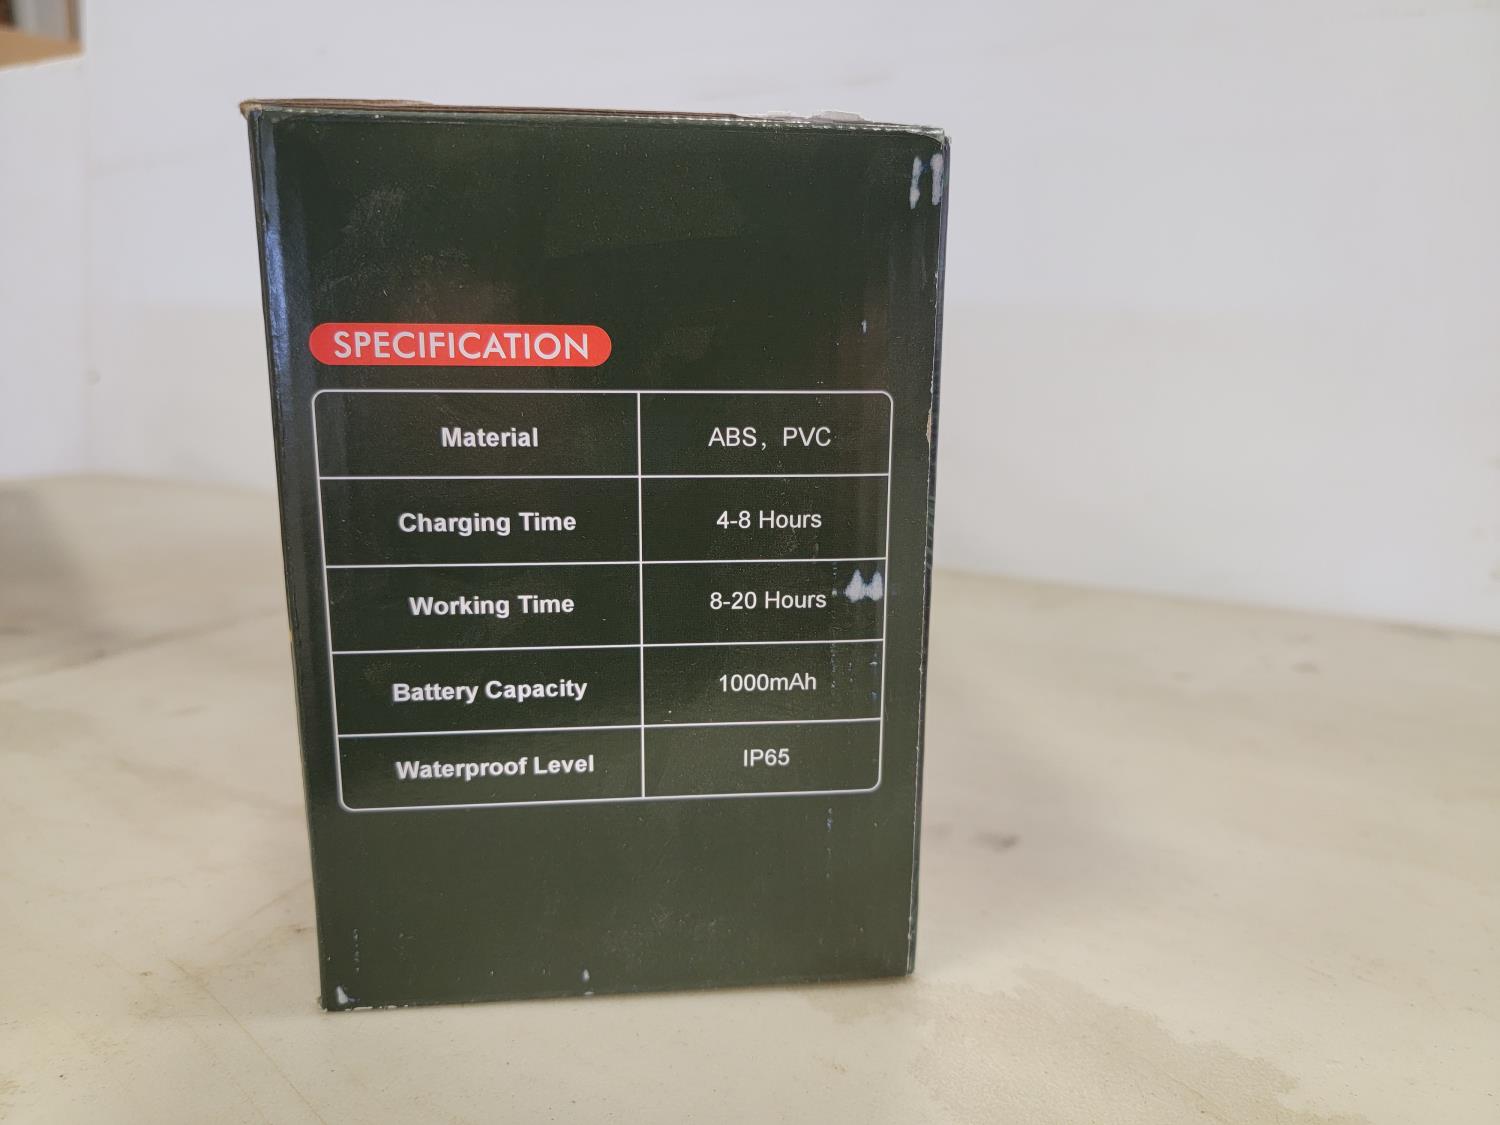 SPECIFICATION
Material ABS, PVC
Charging Time 4-8 Hours
Working Time 8-20 Hours
Battery Capacity 1000mAh
Waterproof Level IP65